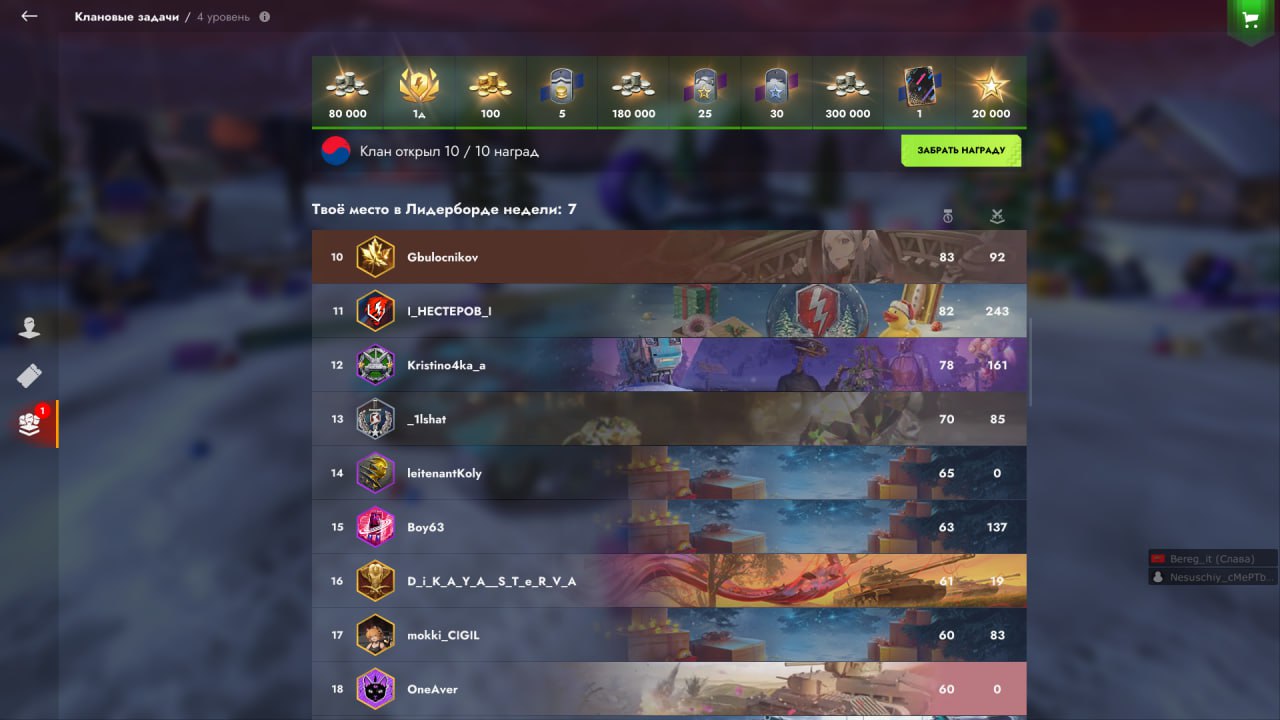 Клановые задачи / 4 уровень
80 000 1д 100 5 180 000 25 30 300 000 1 20 000
Клан открыл 10 / 10 наград
ЗАБРАТЬ НАГРАДУ
Твоё место в Лидерборде недели: 7
10 Gbulocnikov 83 92
11 I_HECTEPOB_I 82 243
12 Kristino4ka_a 78 161
13 _1lshat 70 85
14 leitenantKoly 65 0
15 Boy63 63 137
16 D_i_K_A_Y_A__S_T_e_R_V_A 61 19
17 mokki_CIGIL 60 83
18 OneAver 60 0
1
Bereg_it (Слава)
Nesuschiy_cMePTb...